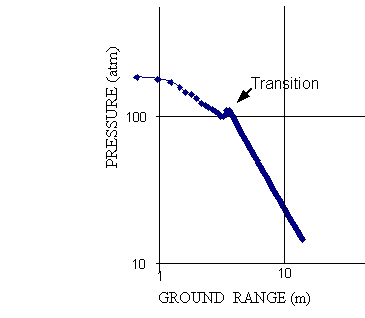 PRESSURE (atm)
Transition
100
10
1
10
GROUND RANGE (m)